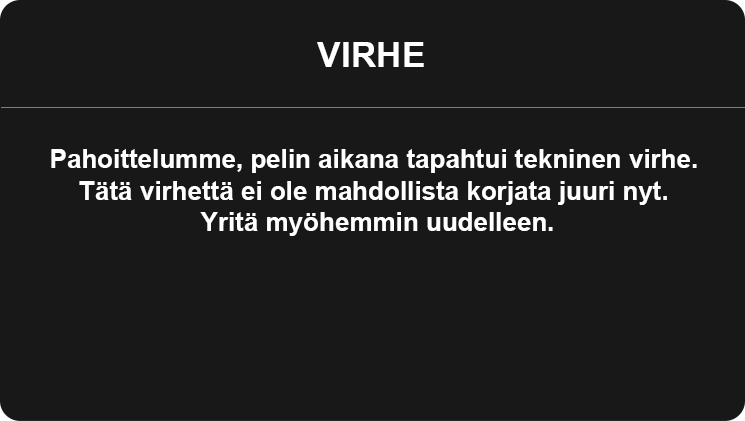 VIRHE
Pahoittelumme, pelin aikana tapahtui tekninen virhe.
Tätä virhettä ei ole mahdollista korjata juuri nyt.
Yritä myöhemmin uudelleen.